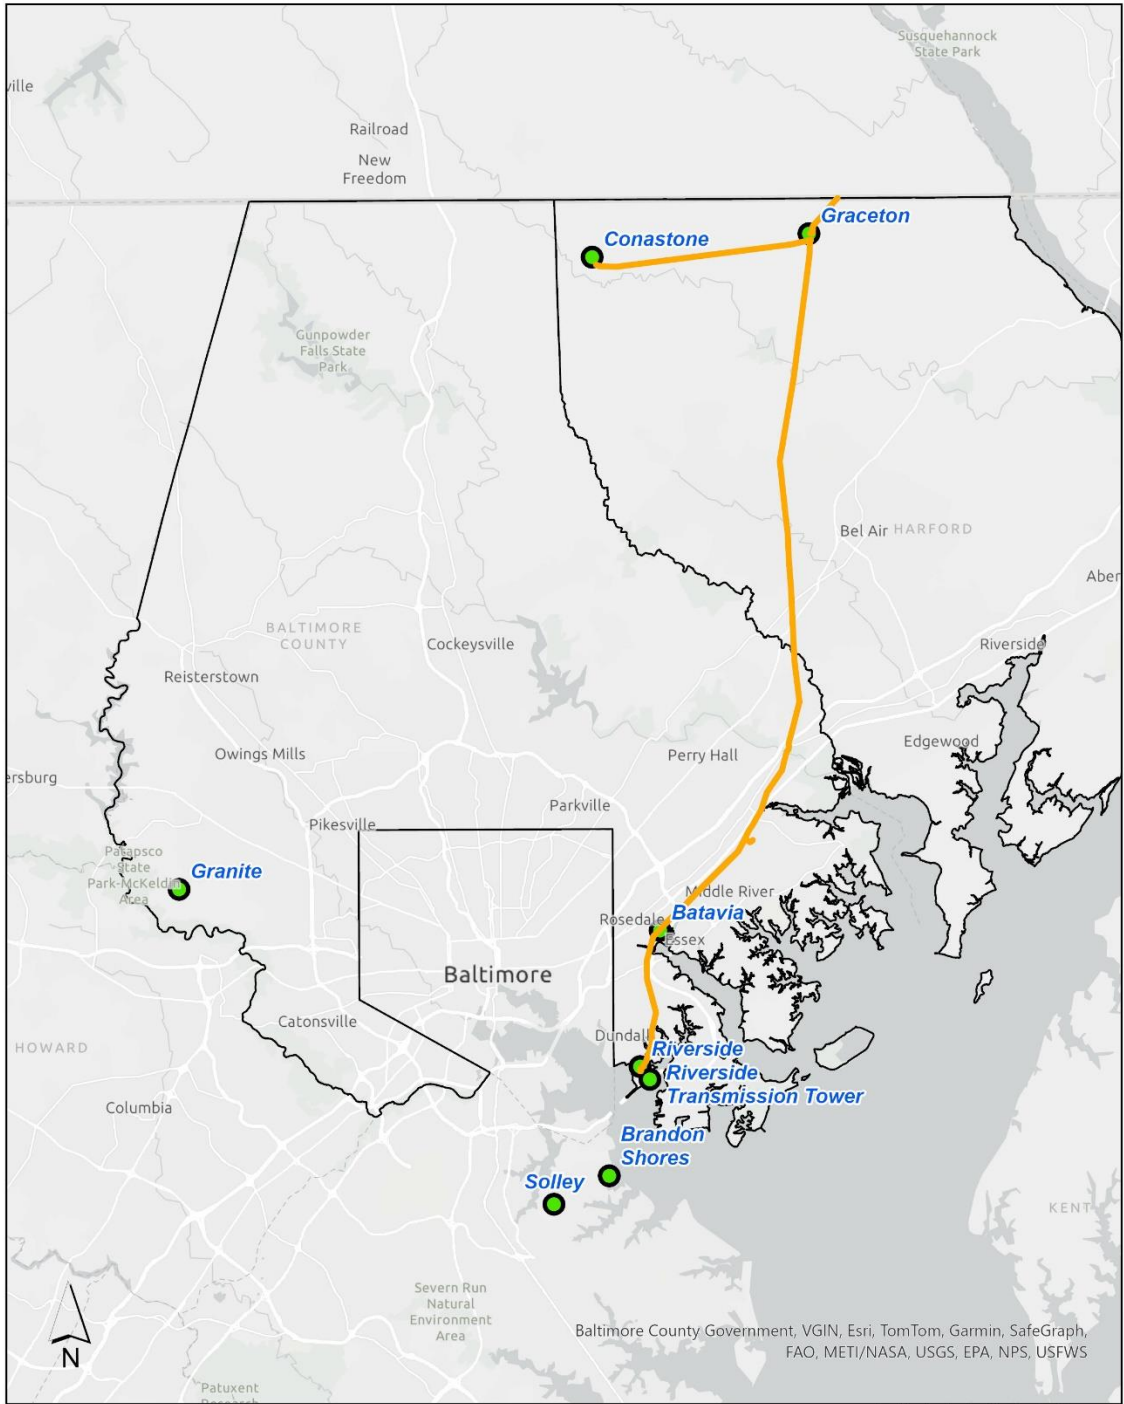 Susquehannock
State Park
ville
Railroad
New
Freedom
Graceton
Conastone
Gunpowder
Falls State
Park
Bel Air
HARFORD
Aber
BALTIMORE
COUNTY
Cockeysville
Riverside
Reisterstown
Edgewood
Owings Mills
Perry Hall
ersburg
Parkville
Pikesville
Patapsco
State
Park-McKeldin
Area
Granite
Middle River
Rosedale
Batavia
Essex
Baltimore
Catonsville
Dundalk
HOWARD
Riverside
Riverside
Transmission Tower
Columbia
Brandon
Shores
Solley
KENT
Severn Run
Natural
Environment
Area
N
Baltimore County Government, VGIN, Esri, TomTom, Garmin, SafeGraph,
FAO, METI/NASA, USGS, EPA, NPS, USFWS
Patuxent